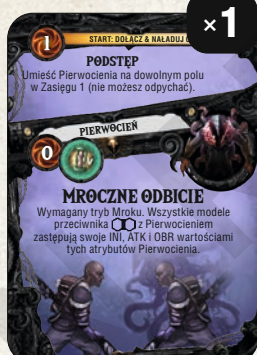 ×1
1
START: DOŁĄCZ & NAŁADUJ
PODSTĘP
Umieść Pierwocienia na dowolnym polu
w Zasięgu 1 (nie możesz odpychać).
PIERWOCIEŃ
0
MROCZNE ODBICIE
Wymagany tryb Mroku. Wszystkie modele
przeciwnika z Pierwocieniem
zastępują swoje INI, ATK i OBR wartościami
tych atrybutów Pierwocienia.